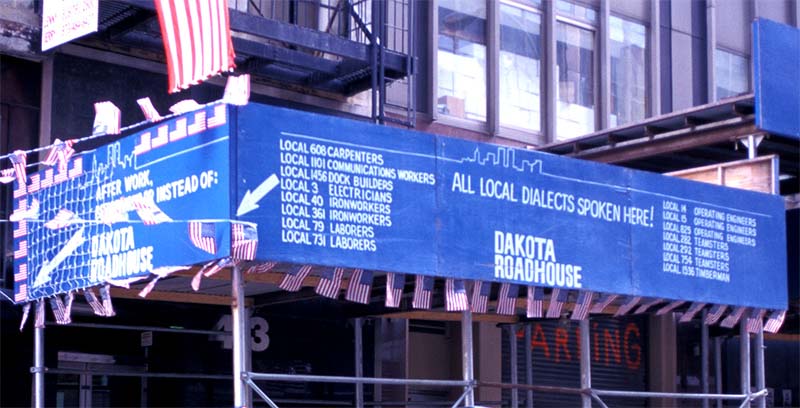 AFTER WORK,
INSTEAD OF:
DAKOTA
ROADHOUSE
LOCAL 608 CARPENTERS
LOCAL 1101 COMMUNICATIONS WORKERS
LOCAL 1456 DOCK BUILDERS
LOCAL 3 ELECTRICIANS
LOCAL 40 IRONWORKERS
LOCAL 361 IRONWORKERS
LOCAL 79 LABORERS
LOCAL 731 LABORERS
ALL LOCAL DIALECTS SPOKEN HERE!
DAKOTA
ROADHOUSE
LOCAL 14 OPERATING ENGINEERS
LOCAL 15 OPERATING ENGINEERS
LOCAL 825 OPERATING ENGINEERS
LOCAL 282 TEAMSTERS
LOCAL 292 TEAMSTERS
LOCAL 754 TEAMSTERS
LOCAL 1536 TIMBERMAN
43
PARKING